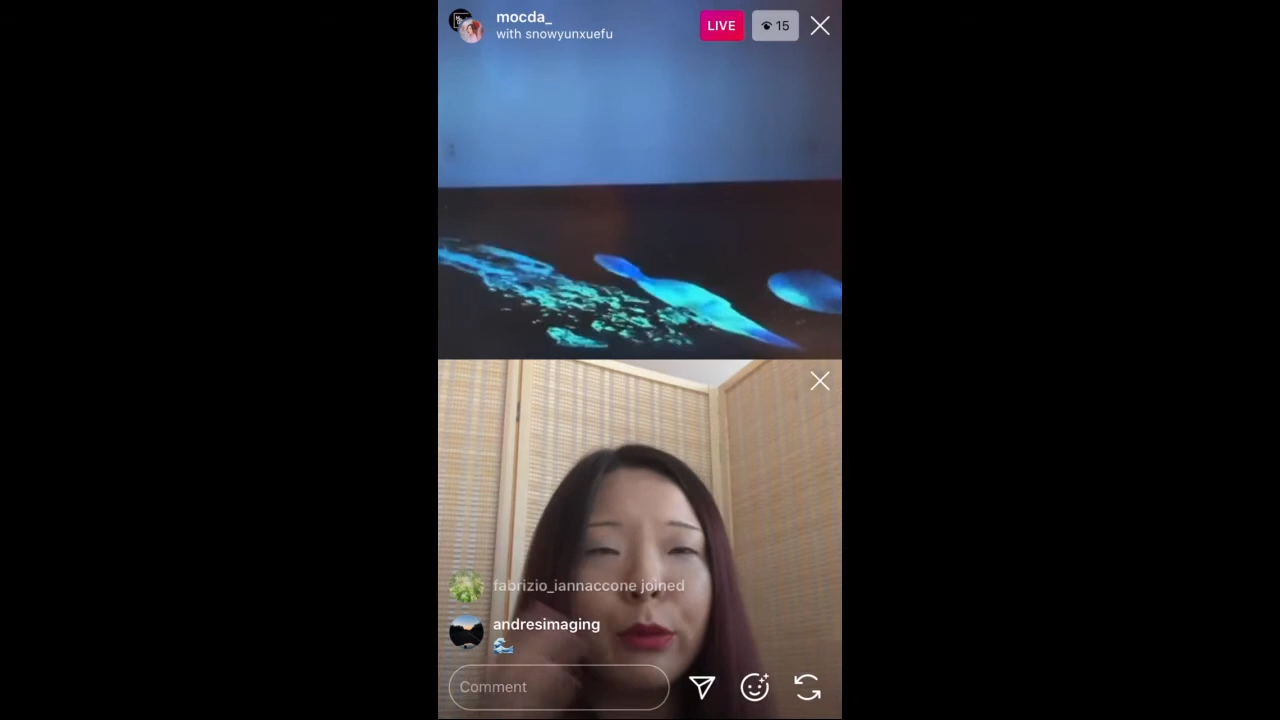 mocda_
with snowyunxuefu
LIVE
15
fabrizio_iannaccone joined
andresimaging
🌊
Comment